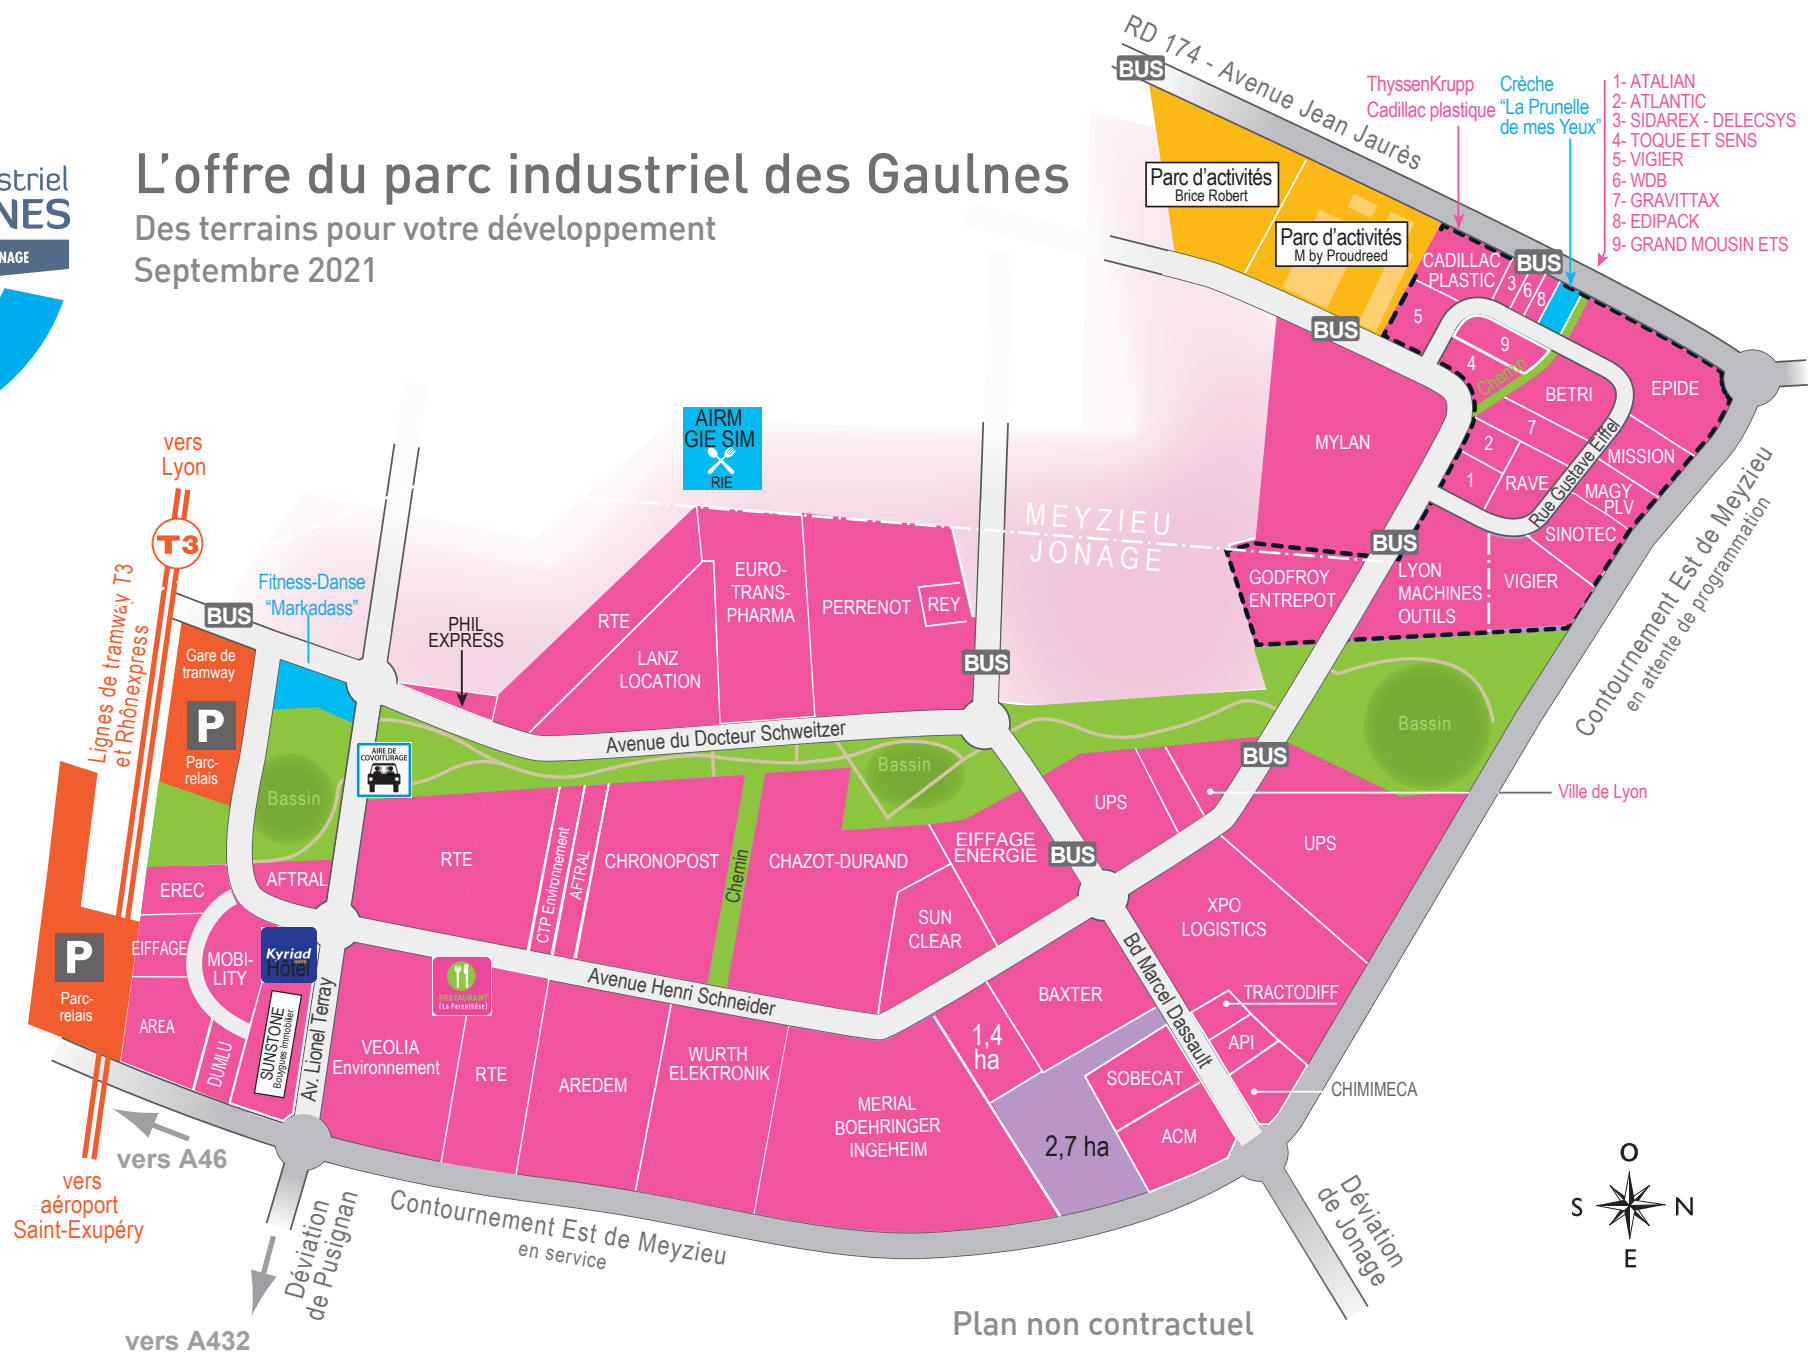 striel
NES
NAGE
L'offre du parc industriel des Gaulnes
Des terrains pour votre développement
Septembre 2021
RD 174 - Avenue Jean Jaurès
BUS
ThyssenKrupp
Cadillac plastique
Crèche
"La Prunelle
de mes Yeux"
1- ATALIAN
2- ATLANTIC
3- SIDAREX - DELECSYS
4- TOQUE ET SENS
5- VIGIER
6- WDB
7- GRAVITTAX
8- EDIPACK
9- GRAND MOUSIN ETS
Parc d'activités
Brice Robert
Parc d'activités
M by Proudreed
CADILLAC
PLASTIC
BUS
3
6
8
5
BUS
9
4
Chemin
BETRI
EPIDE
MYLAN
7
2
1
RAVE
Rue Gustave Eiffel
MISSION
MAGY
PLV
SINOTEC
BUS
LYON
MACHINES
OUTILS
VIGIER
GODFROY
ENTREPOT
Contournement Est de Meyzieu
en attente de programmation
MEYZIEU
JONAGE
AIRM
GIE SIM
RIE
vers
Lyon
T3
Lignes de tramway T3
et Rhônexpress
BUS
Fitness-Danse
"Markadass"
PHIL
EXPRESS
RTE
LANZ
LOCATION
EURO-
TRANS-
PHARMA
PERRENOT
REY
BUS
Gare de
tramway
P
Parc-
relais
Bassin
AIRE DE
COVOITURAGE
Avenue du Docteur Schweitzer
Bassin
BUS
Bassin
Ville de Lyon
UPS
UPS
RTE
CTP Environnement
AFTRAL
CHRONOPOST
Chemin
CHAZOT-DURAND
EIFFAGE
ENERGIE
BUS
EREC
AFTRAL
EIFFAGE
MOBI-
LITY
Kyriad
HOTEL
Hôtel
P
Parc-
relais
AREA
DUMLU
SUNSTONE
Bouygues Immobilier
Av. Lionel Terray
RESTAURANT
(La Parenthèse)
Avenue Henri Schneider
SUN
CLEAR
XPO
LOGISTICS
Bd Marcel Dassault
BAXTER
TRACTODIFF
API
1,4
ha
VEOLIA
Environnement
RTE
AREDEM
WURTH
ELEKTRONIK
MERIAL
BOEHRINGER
INGEHEIM
SOBECAT
CHIMIMECA
ACM
2,7 ha
vers A46
vers
aéroport
Saint-Exupéry
Déviation
de Pusignan
vers A432
Contournement Est de Meyzieu
en service
Déviation
de Jonage
O
S
N
E
Plan non contractuel